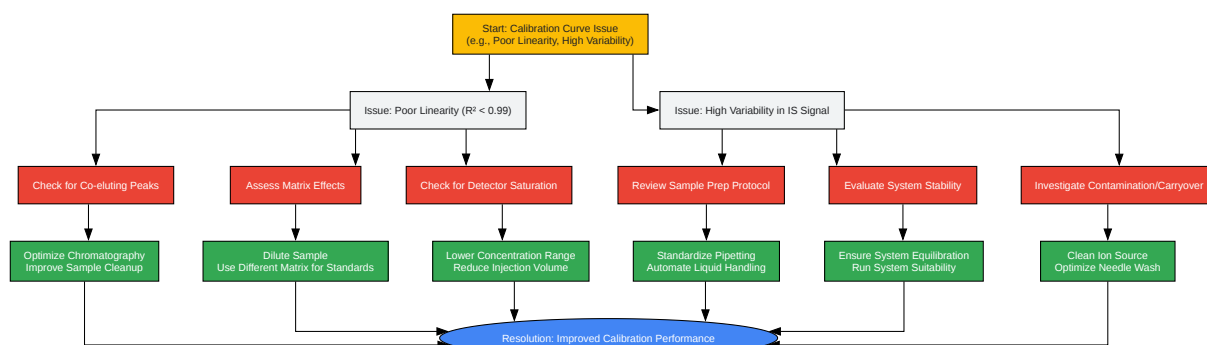 Start: Calibration Curve Issue
(e.g., Poor Linearity, High Variability)
Issue: Poor Linearity (R² < 0.99)
Issue: High Variability in IS Signal
Check for Co-eluting Peaks
Assess Matrix Effects
Check for Detector Saturation
Review Sample Prep Protocol
Evaluate System Stability
Investigate Contamination/Carryover
Optimize Chromatography
Improve Sample Cleanup
Dilute Sample
Use Different Matrix for Standards
Lower Concentration Range
Reduce Injection Volume
Standardize Pipetting
Automate Liquid Handling
Ensure System Equilibration
Run System Suitability
Clean Ion Source
Optimize Needle Wash
Resolution: Improved Calibration Performance